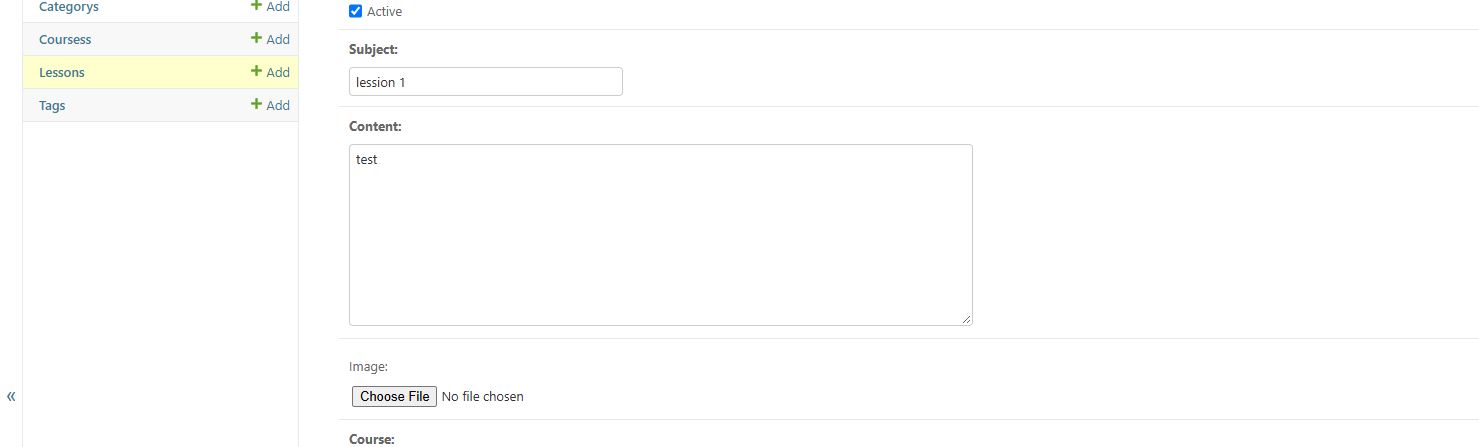 Categorys + Add
Coursess + Add
Lessons + Add
Tags + Add
«
Active
Subject:
lession 1
Content:
test
Image:
Choose File No file chosen
Course: